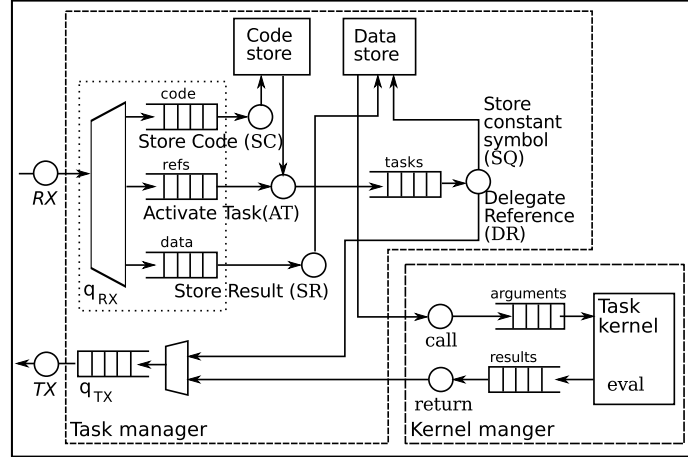 Code
store
Data
store
code
Store Code (SC)
Store
constant
symbol
(SQ)
refs
tasks
RX
Activate Task(AT)
Delegate
Reference
(DR)
data
q RX
Store Result (SR)
arguments
Task
kernel
call
results
eval
TX
q TX
return
Task manager
Kernel manger